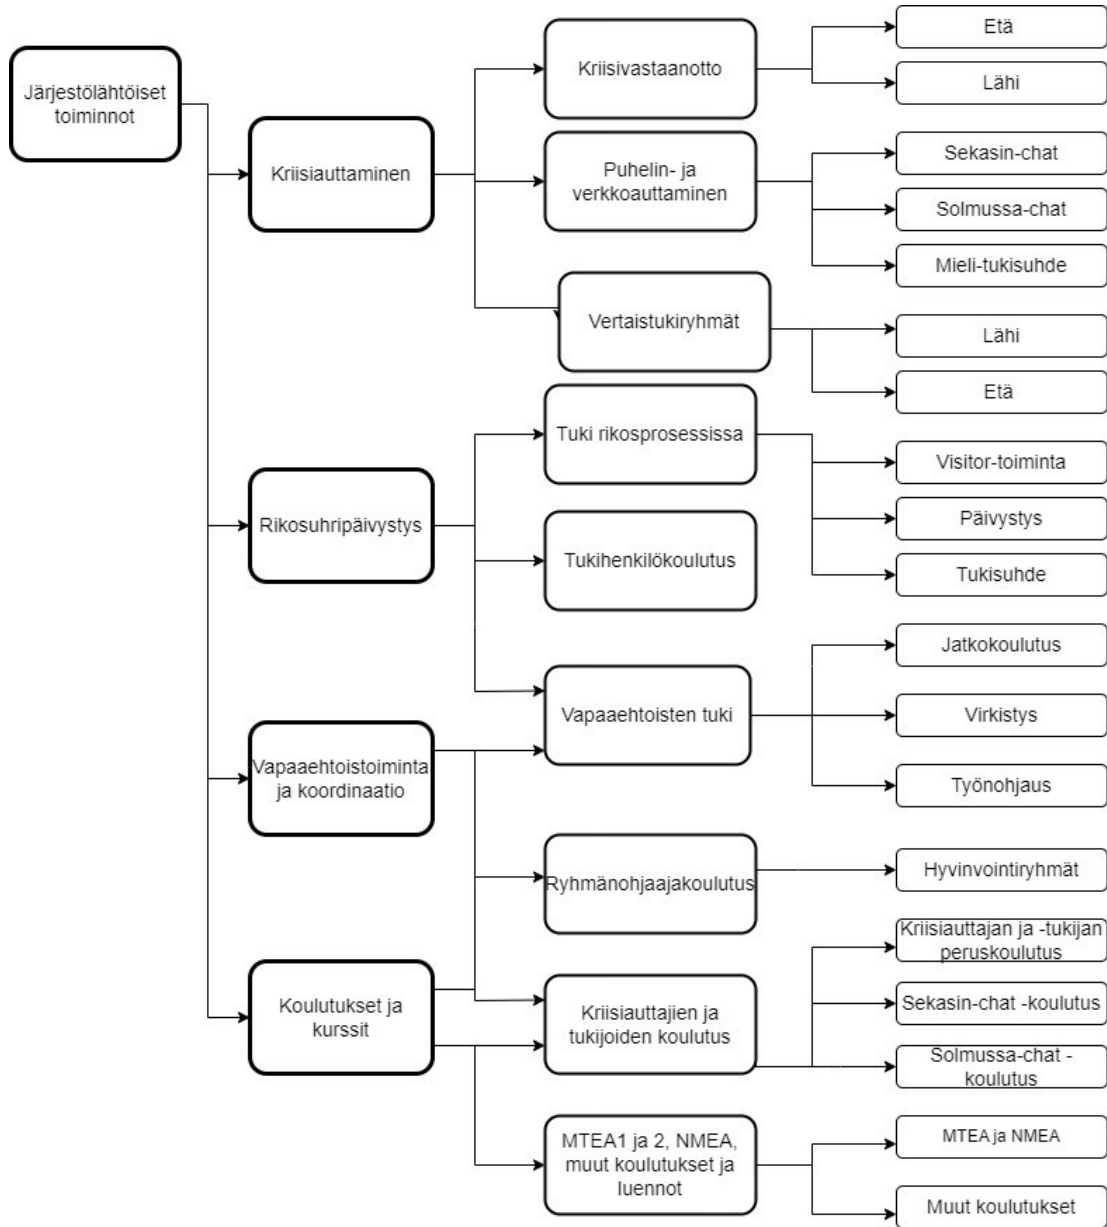 Järjestölähtöiset
toiminnot
Kriisiauttaminen
Kriisivastaanotto
Etä
Lähi
Puhelin- ja
verkkoauttaminen
Sekasin-chat
Solmussa-chat
Mieli-tukisuhde
Vertaistukiryhmät
Lähi
Etä
Rikosuhripäivystys
Tuki rikosprosessissa
Visitor-toiminta
Päivystys
Tukisuhde
Tukihenkilökoulutus
Vapaaehtoisten tuki
Jatkokoulutus
Virkistys
Työnohjaus
Vapaaehtoistoiminta
ja koordinaatio
Ryhmänohjaajakoulutus
Hyvinvointiryhmät
Koulutukset ja
kurssit
Kriisiauttajien ja
tukijoiden koulutus
Kriisiauttajan ja -tukijan
peruskoulutus
Sekasin-chat -koulutus
Solmussa-chat -
koulutus
MTEA1 ja 2, NMEA,
muut koulutukset ja
luennot
MTEA ja NMEA
Muut koulutukset